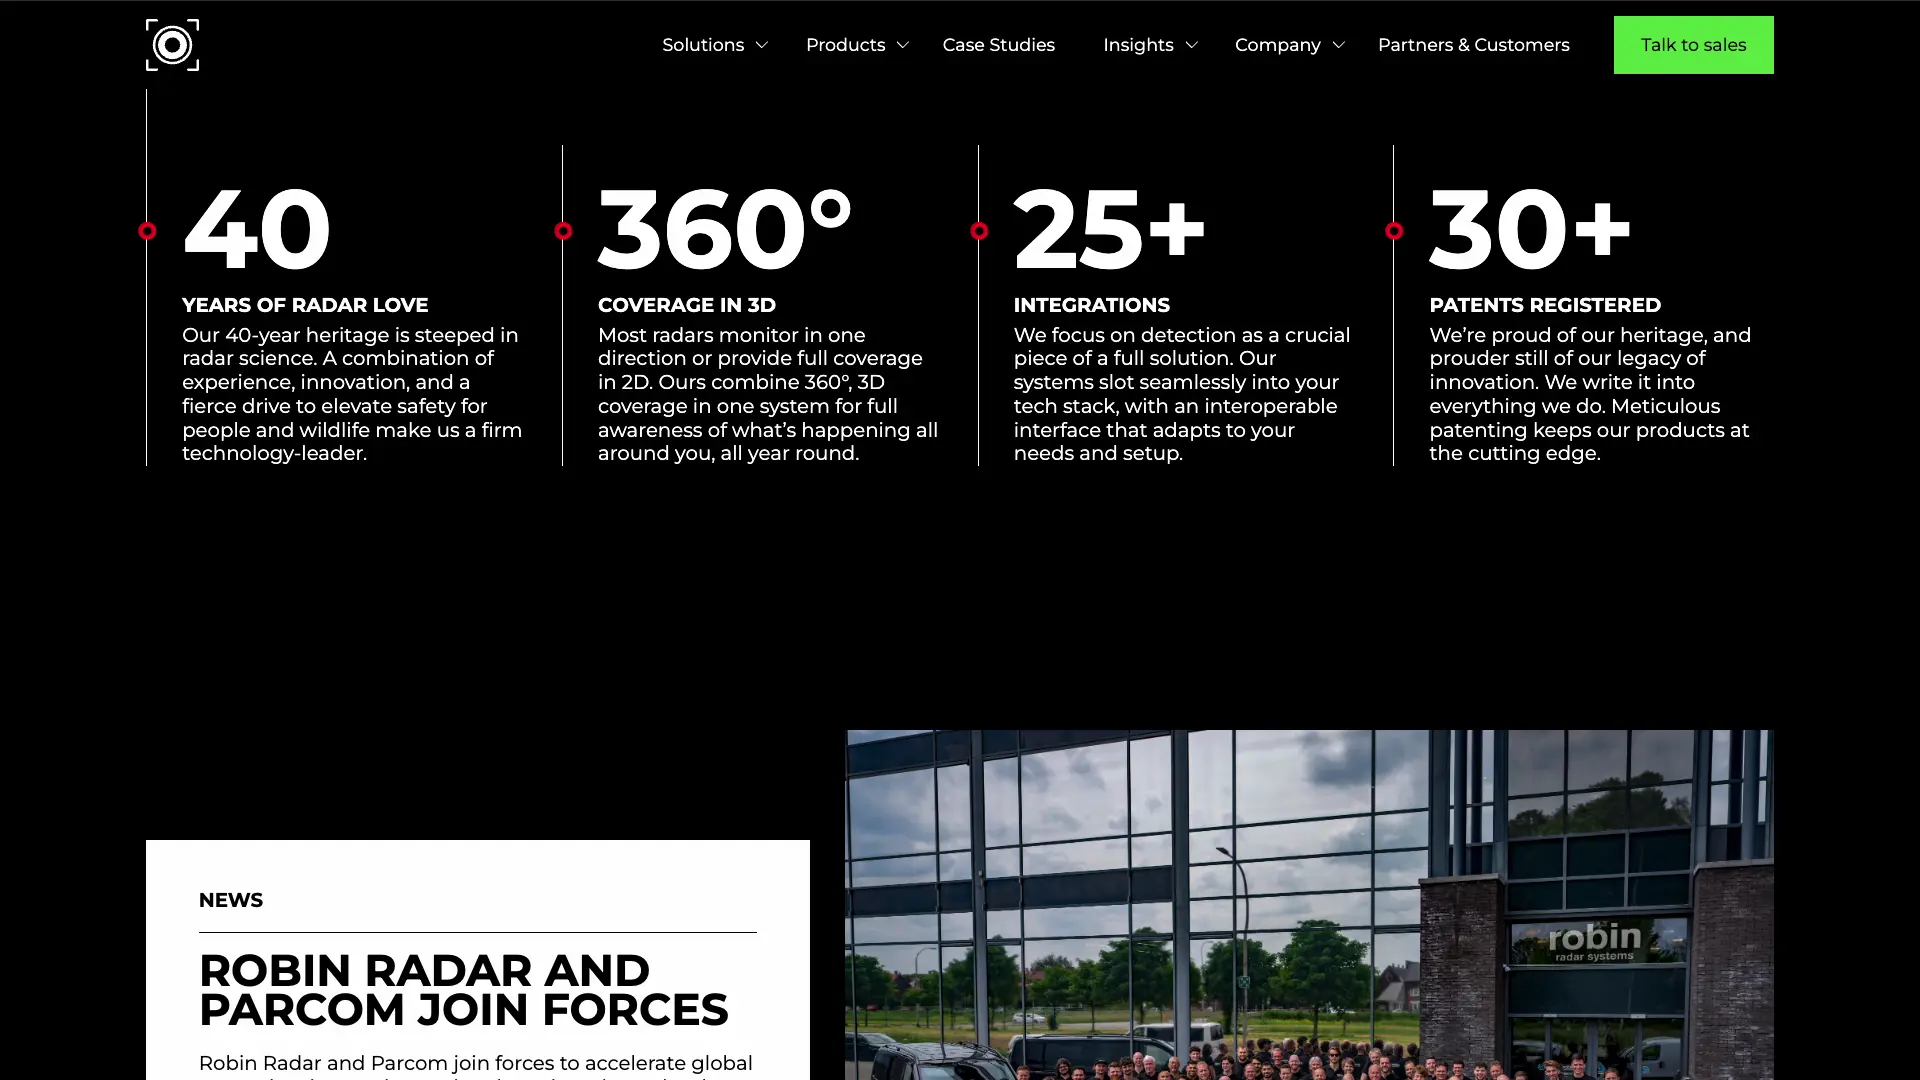 Solutions
Products
Case Studies
Insights
Company
Partners & Customers
Talk to sales
40
YEARS OF RADAR LOVE
Our 40-year heritage is steeped in
radar science. A combination of
experience, innovation, and a
fierce drive to elevate safety for
people and wildlife make us a firm
technology-leader.
360°
COVERAGE IN 3D
Most radars monitor in one
direction or provide full coverage
in 2D. Ours combine 360°, 3D
coverage in one system for full
awareness of what’s happening all
around you, all year round.
25+
INTEGRATIONS
We focus on detection as a crucial
piece of a full solution. Our
systems slot seamlessly into your
tech stack, with an interoperable
interface that adapts to your
needs and setup.
30+
PATENTS REGISTERED
We’re proud of our heritage, and
prouder still of our legacy of
innovation. We write it into
everything we do. Meticulous
patenting keeps our products at
the cutting edge.
NEWS
ROBIN RADAR AND
PARCOM JOIN FORCES
Robin Radar and Parcom join forces to accelerate global
robin
radar systems